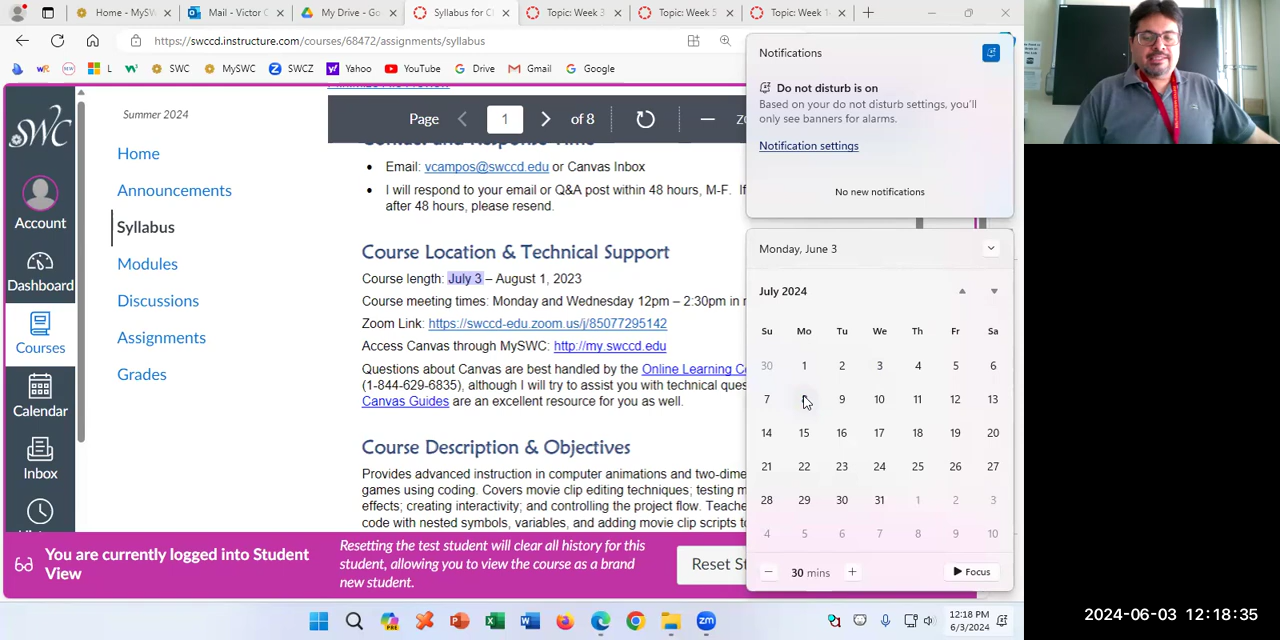 Home - MySW
Mail - Victor C
My Drive - Go
Syllabus for C
Topic: Week 3
Topic: Week 5
Topic: Week 1
https://swccd.instructure.com/courses/68472/assignments/syllabus
L
SWC
MySWC
SWCZ
Yahoo
YouTube
Drive
Gmail
Google
SWC
Account
Dashboard
Courses
Calendar
Inbox
Summer 2024
Home
Announcements
Syllabus
Modules
Discussions
Assignments
Grades
Page 1 of 8
Contact and Response Time
Email: vcampos@swccd.edu or Canvas Inbox
I will respond to your email or Q&A post within 48 hours, M-F. If
after 48 hours, please resend.
Course Location & Technical Support
Course length: July 3 – August 1, 2023
Course meeting times: Monday and Wednesday 12pm – 2:30pm in
Zoom Link: https://swccd-edu.zoom.us/j/85077295142
Access Canvas through MySWC: http://my.swccd.edu
Questions about Canvas are best handled by the Online Learning C
(1-844-629-6835), although I will try to assist you with technical
Canvas Guides are an excellent resource for you as well.
Course Description & Objectives
Provides advanced instruction in computer animations and two-dime
games using coding. Covers movie clip editing techniques; testing m
effects; creating interactivity; and controlling the project flow. Teache
code with nested symbols, variables, and adding movie clip scripts to
Notifications
Do not disturb is on
Based on your do not disturb settings, you'll
only see banners for alarms.
Notification settings
No new notifications
Monday, June 3
July 2024
Su Mo Tu We Th Fr Sa
30 1 2 3 4 5 6
7 8 9 10 11 12 13
14 15 16 17 18 19 20
21 22 23 24 25 26 27
28 29 30 31 1 2 3
4 5 6 7 8 9 10
30 mins
Focus
You are currently logged into Student
View
Resetting the test student will clear all history for this
student, allowing you to view the course as a brand
new student.
Reset St
12:18 PM
6/3/2024
2024-06-03 12:18:35